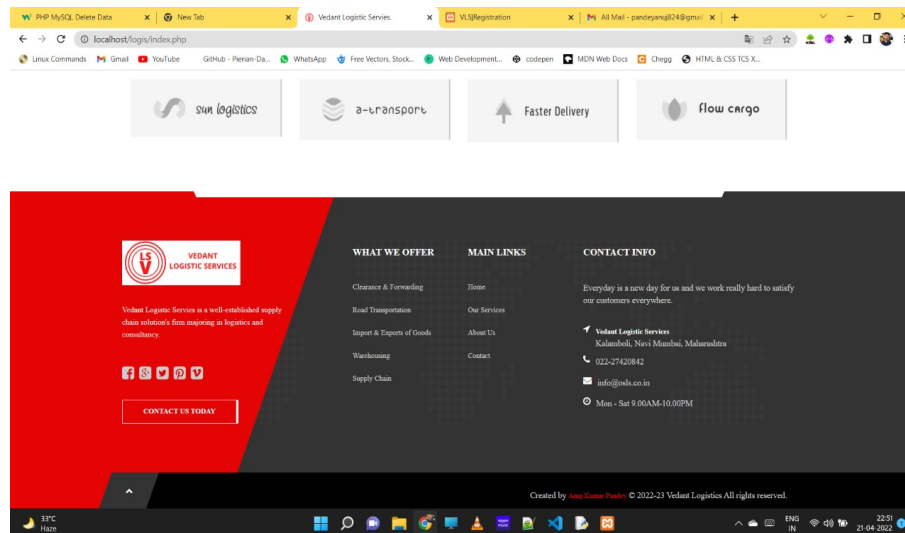 PHP MySQL Delete Data
New Tab
Vedant Logistic Servies.
VLS|Registration
All Mail - pandeyanuj824@gmail
localhost/logis/index.php
Linux Commands
Gmail
YouTube
GitHub - Pierian-Da...
WhatsApp
Free Vectors, Stock...
Web Development...
codepen
MDN Web Docs
Chegg
HTML & CSS TCS X...
sun logistics
a-transport
Faster Delivery
flow cargo
LS
V
VEDANT
LOGISTIC SERVICES
Vedant Logistic Servies is a well-established supply
chain solution's firm majoring in logistics and
consultancy.
CONTACT US TODAY
WHAT WE OFFER
Clearance & Forwarding
Road Transportation
Import & Exports of Goods
Warehousing
Supply Chain
MAIN LINKS
Home
Our Services
About Us
Contact
CONTACT INFO
Everyday is a new day for us and we work really hard to satisfy
our customers everywhere.
Vedant Logistic Services
Kalamboli, Navi Mumbai, Maharashtra
022-27420842
info@osls.co.in
Mon - Sat 9.00AM-10.00PM
Created by Anuj Kumar Pandey © 2022-23 Vedant Logistics All rights reserved.
33°C
Haze
ENG
IN
22:51
21-04-2022